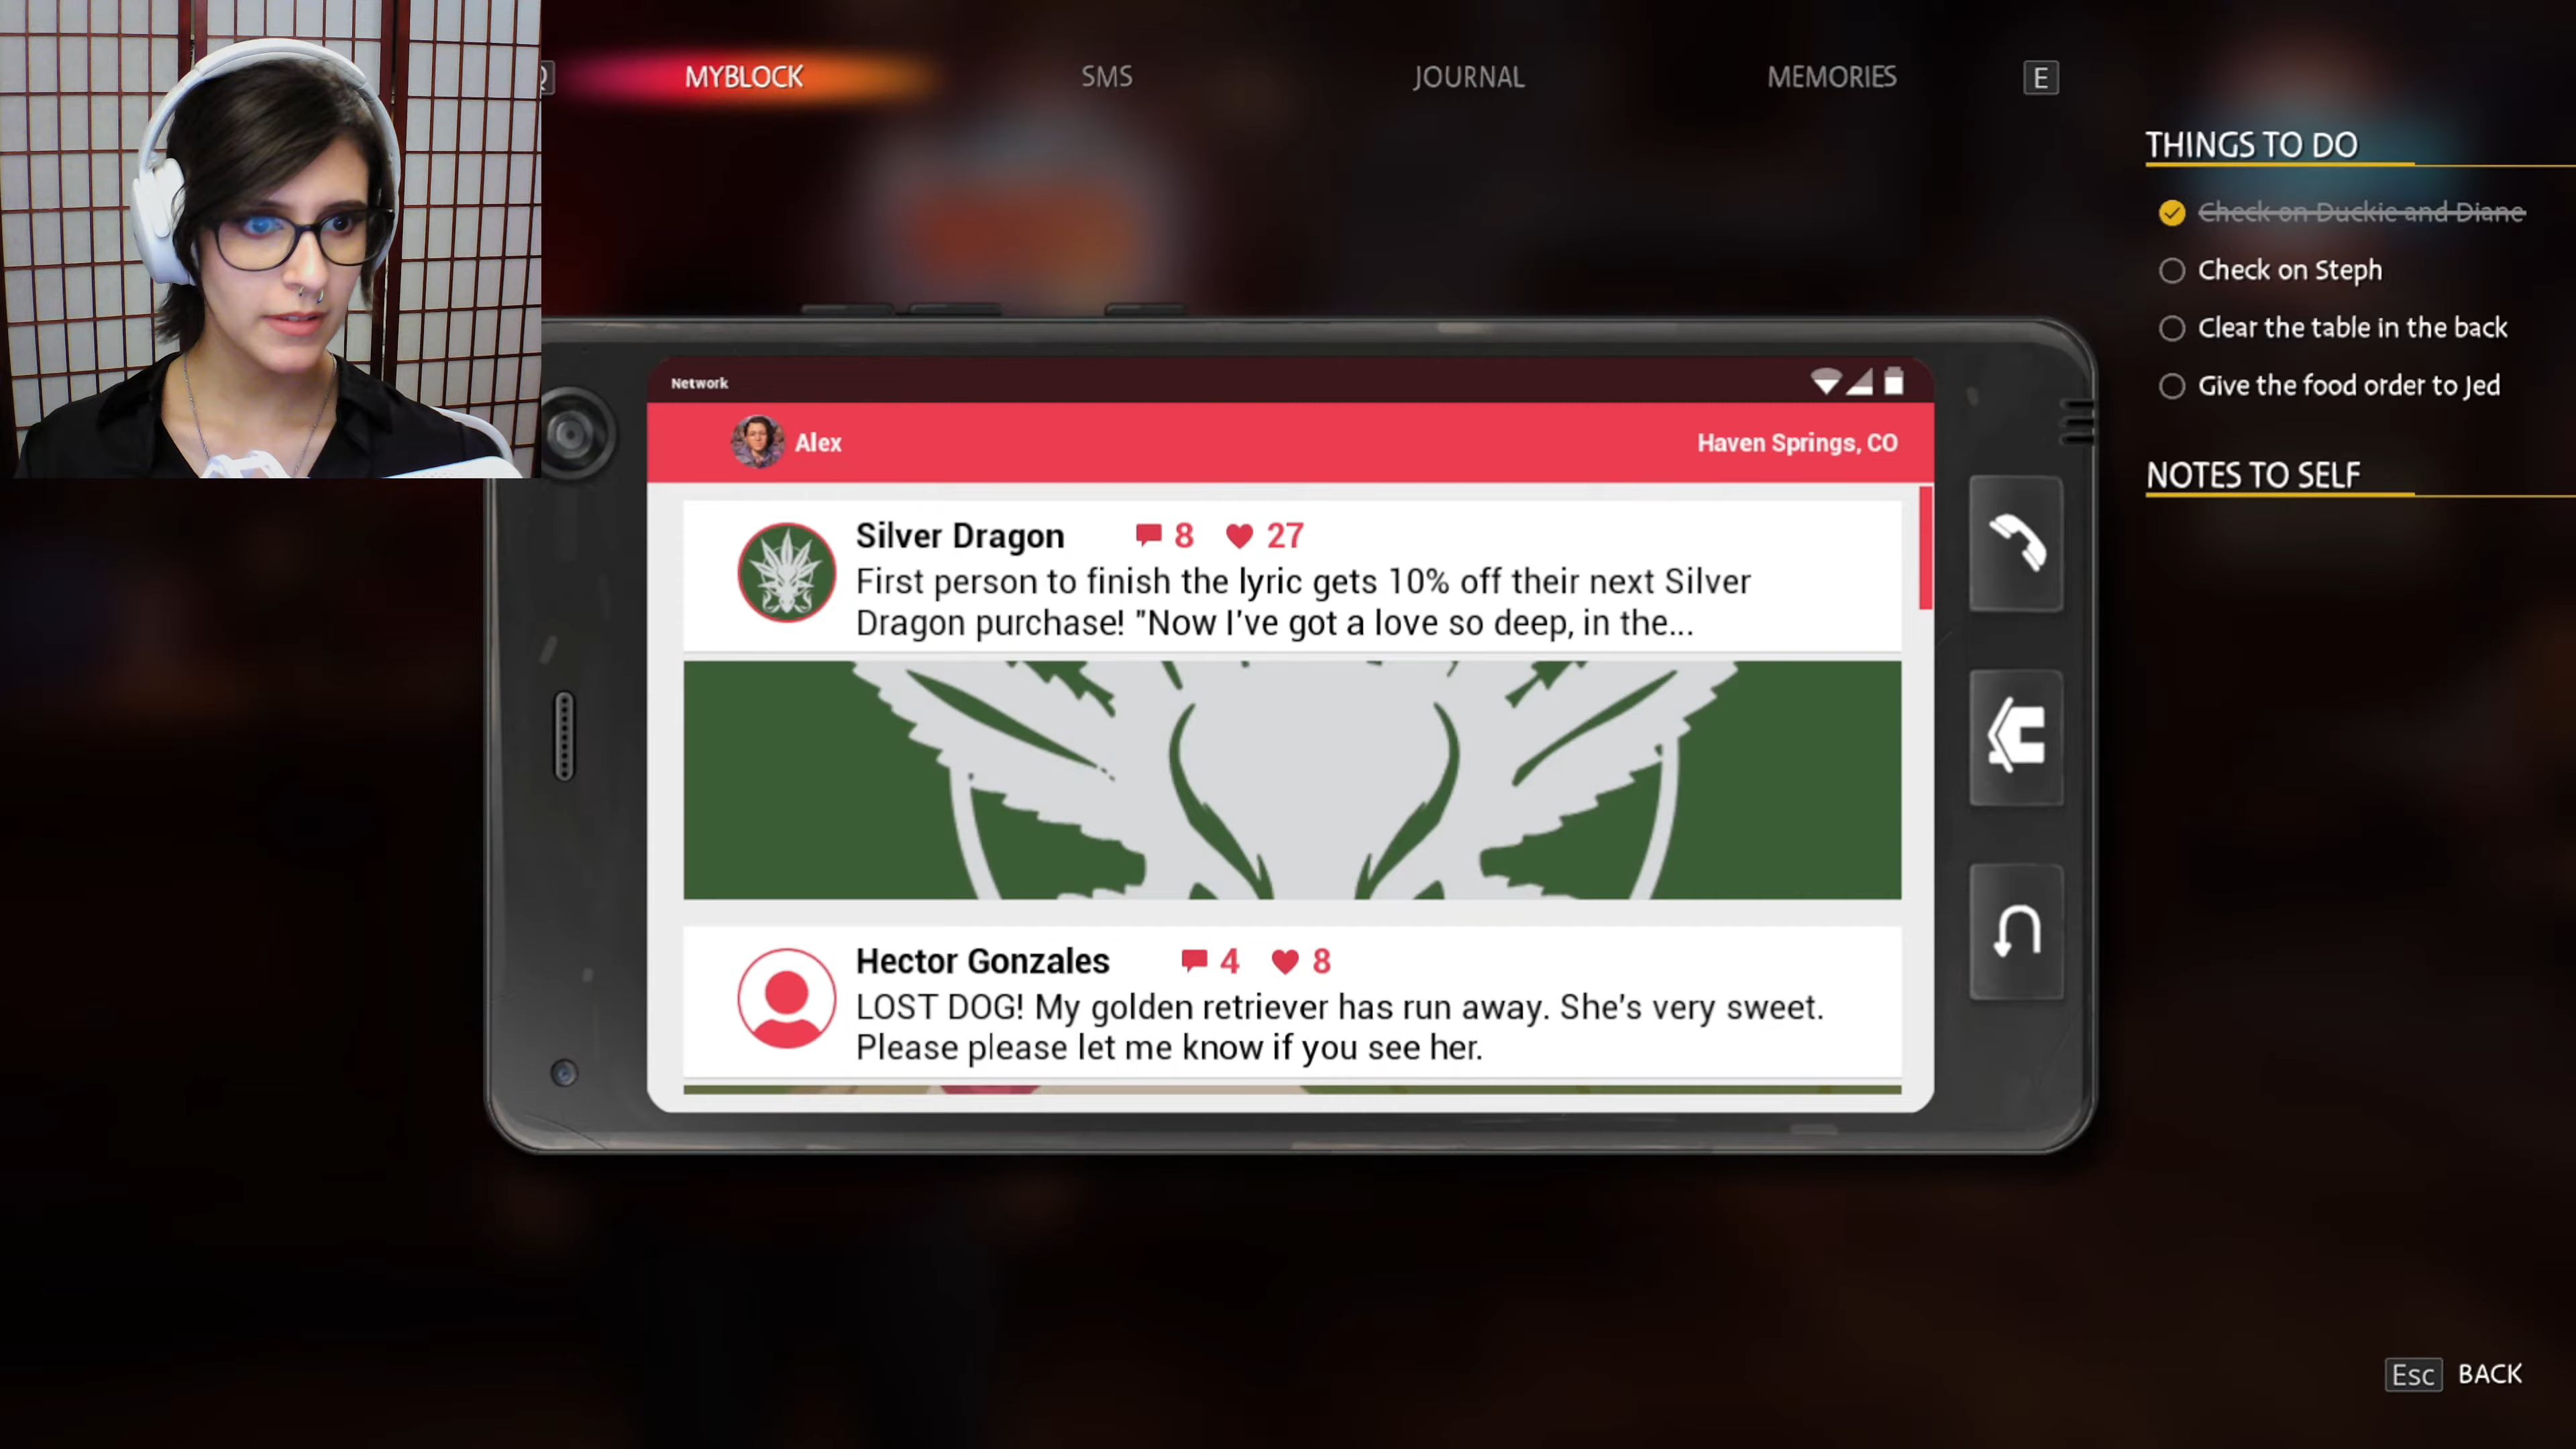 MYBLOCK
SMS
JOURNAL
MEMORIES
E
THINGS TO DO
Check on Duckie and Diane
Check on Steph
Clear the table in the back
Give the food order to Jed
NOTES TO SELF
Network
Alex
Haven Springs, CO
Silver Dragon 8 27
First person to finish the lyric gets 10% off their next Silver
Dragon purchase! "Now I've got a love so deep, in the...
Hector Gonzales 4 8
LOST DOG! My golden retriever has run away. She's very sweet.
Please please let me know if you see her.
Esc BACK